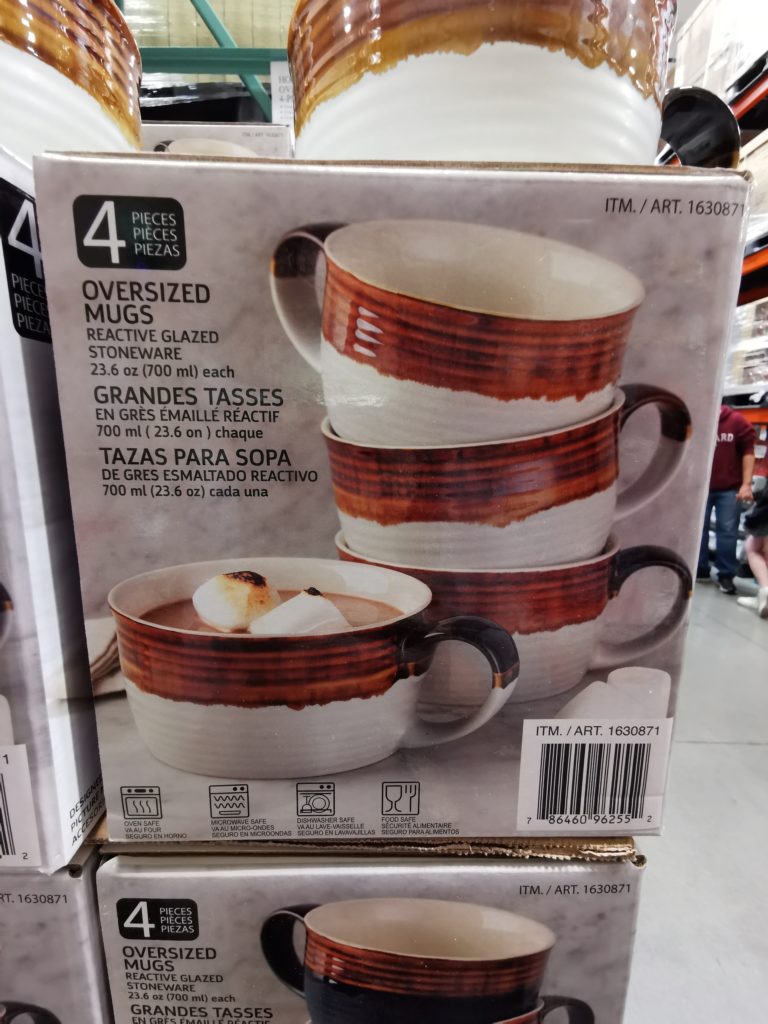 ITM. / ART. 1630871
4
PIECES
PIÈCES
PIEZAS
OVERSIZED
MUGS
REACTIVE GLAZED
STONEWARE
23.6 oz (700 ml) each
GRANDES TASSES
EN GRÈS ÉMAILLÉ RÉACTIF
700 ml ( 23.6 on ) chaque
TAZAS PARA SOPA
DE GRES ESMALTADO REACTIVO
700 ml (23.6 oz) cada una
OVEN SAFE
VA AU FOUR
SEGURO EN HORNO
MICROWAVE SAFE
VA AU MICRO-ONDES
SEGURO EN MICROONDAS
DISHWASHER SAFE
VA AU LAVE-VAISSELLE
SEGURO EN LAVAVAJILLAS
FOOD SAFE
SÉCURITÉ ALIMENTAIRE
SEGURO PARA ALIMENTOS
ITM. / ART. 1630871
7 86460 96255 2
4
PIECES
PIÈCES
PIEZAS
ITM. / ART. 1630871
OVERSIZED
MUGS
REACTIVE GLAZED
STONEWARE
23.6 oz (700 ml) each
GRANDES TASSES
EN GRÈS ÉMAILLÉ RÉACTIF